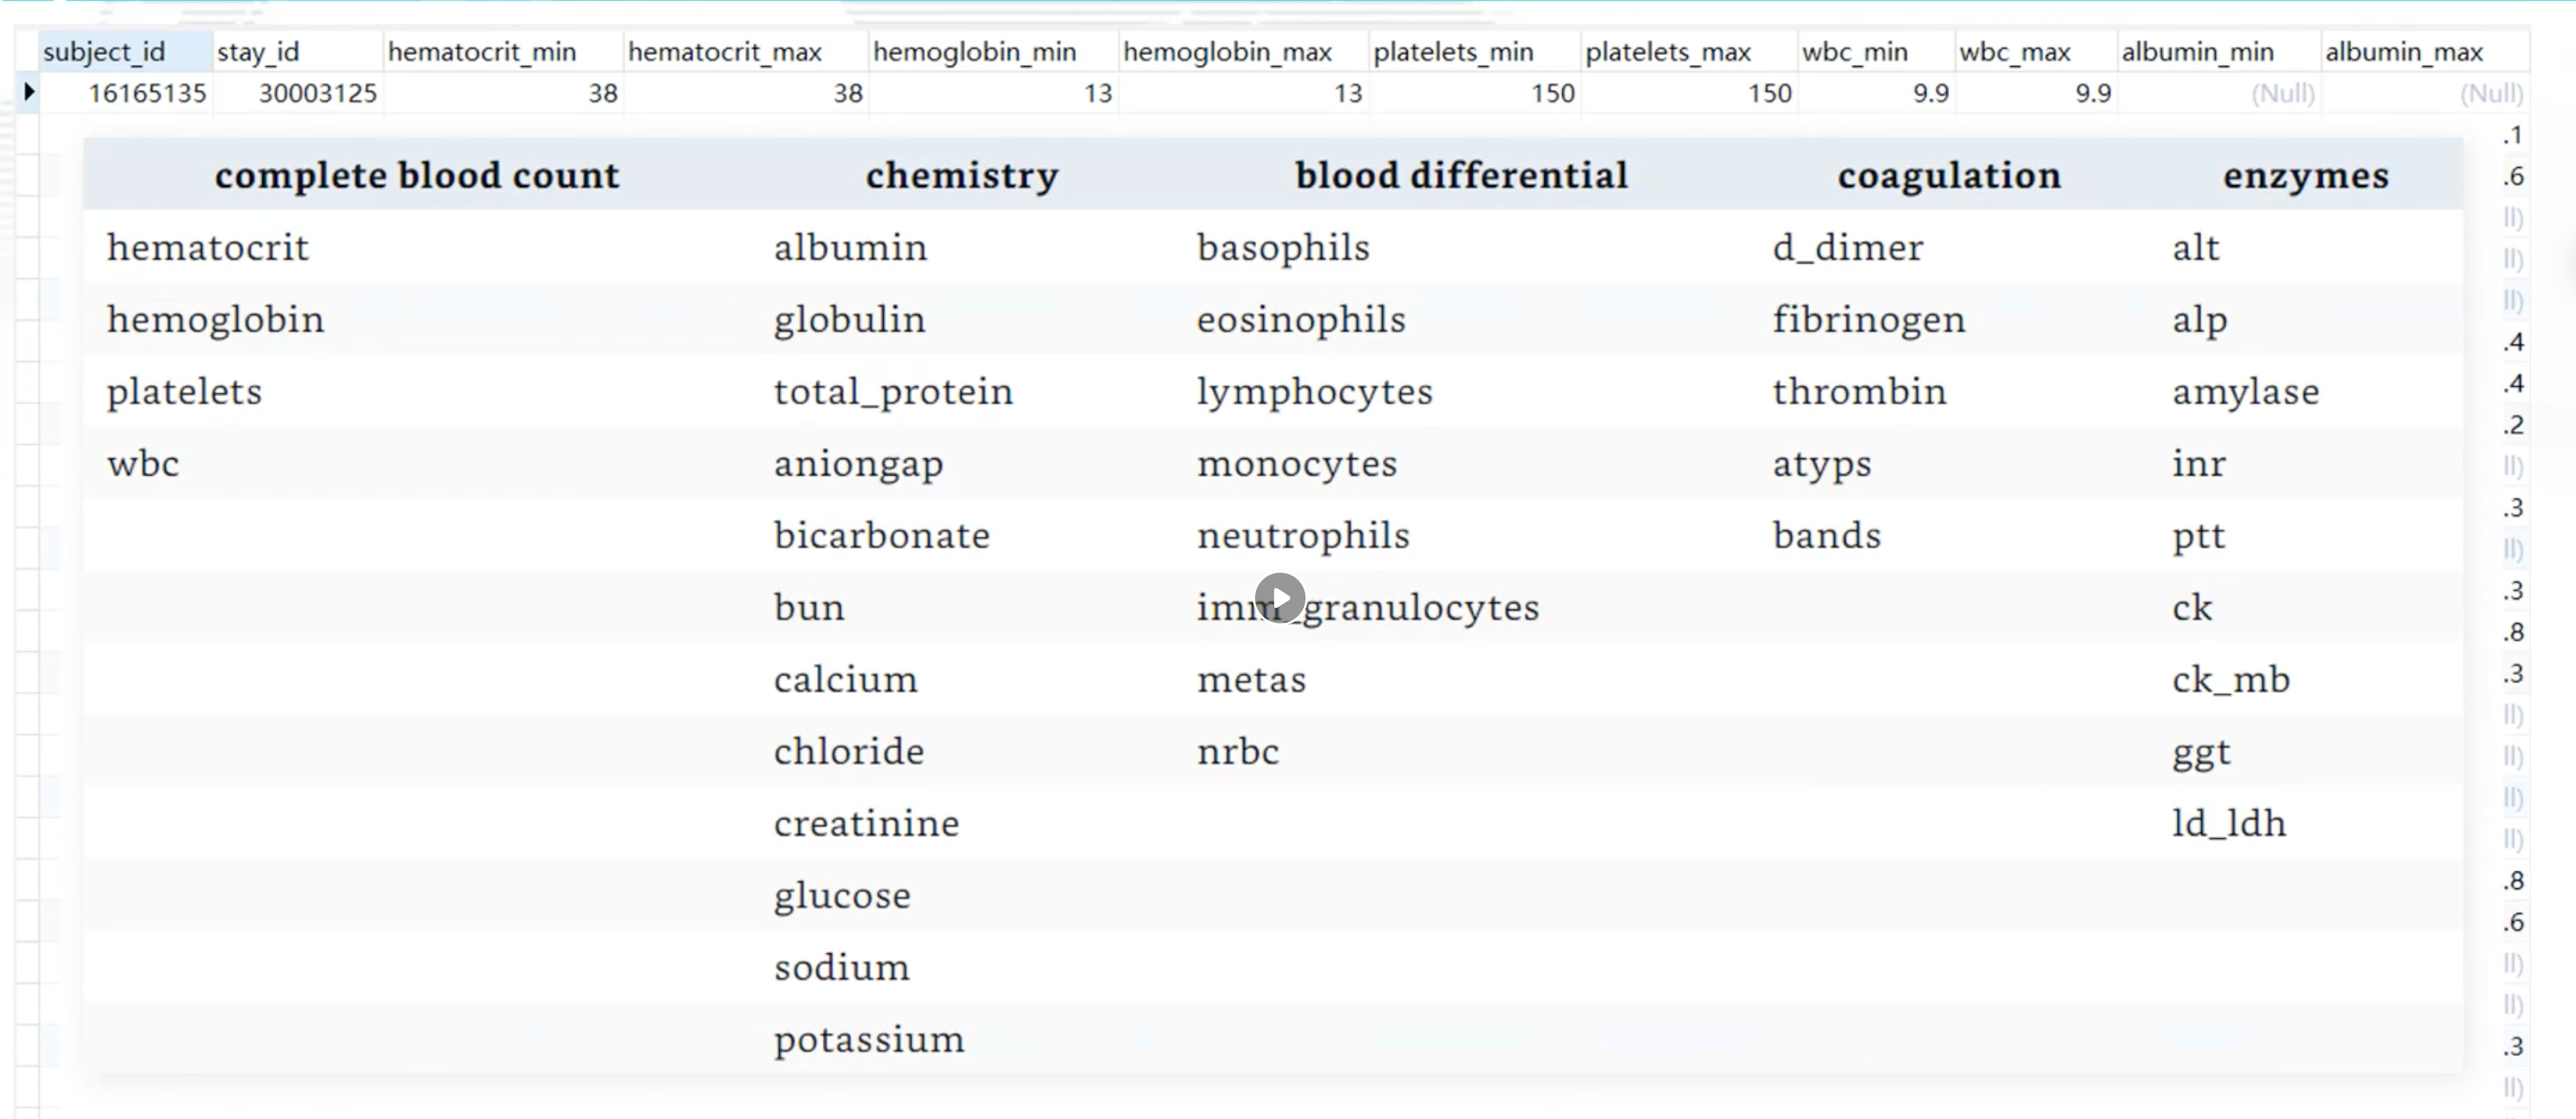 subject_id stay_id hematocrit_min hematocrit_max hemoglobin_min hemoglobin_max platelets_min platelets_max wbc_min wbc_max albumin_min albumin_max
16165135 30003125 38 38 13 13 150 150 9.9 9.9 (Null) (Null)
.1
complete blood count chemistry blood differential coagulation enzymes
.6
ll)
hematocrit albumin basophils d_dimer alt
ll)
ll)
hemoglobin globulin eosinophils fibrinogen alp
.4
.4
platelets total_protein lymphocytes thrombin amylase
.2
wbc aniongap monocytes atyps inr
ll)
.3
bicarbonate neutrophils bands ptt
ll)
.3
bun imm_granulocytes ck
.8
.3
calcium metas ck_mb
ll)
chloride nrbc ggt
ll)
ll)
creatinine ld_ldh
ll)
.8
glucose
.6
ll)
sodium
ll)
potassium
.3
ll)